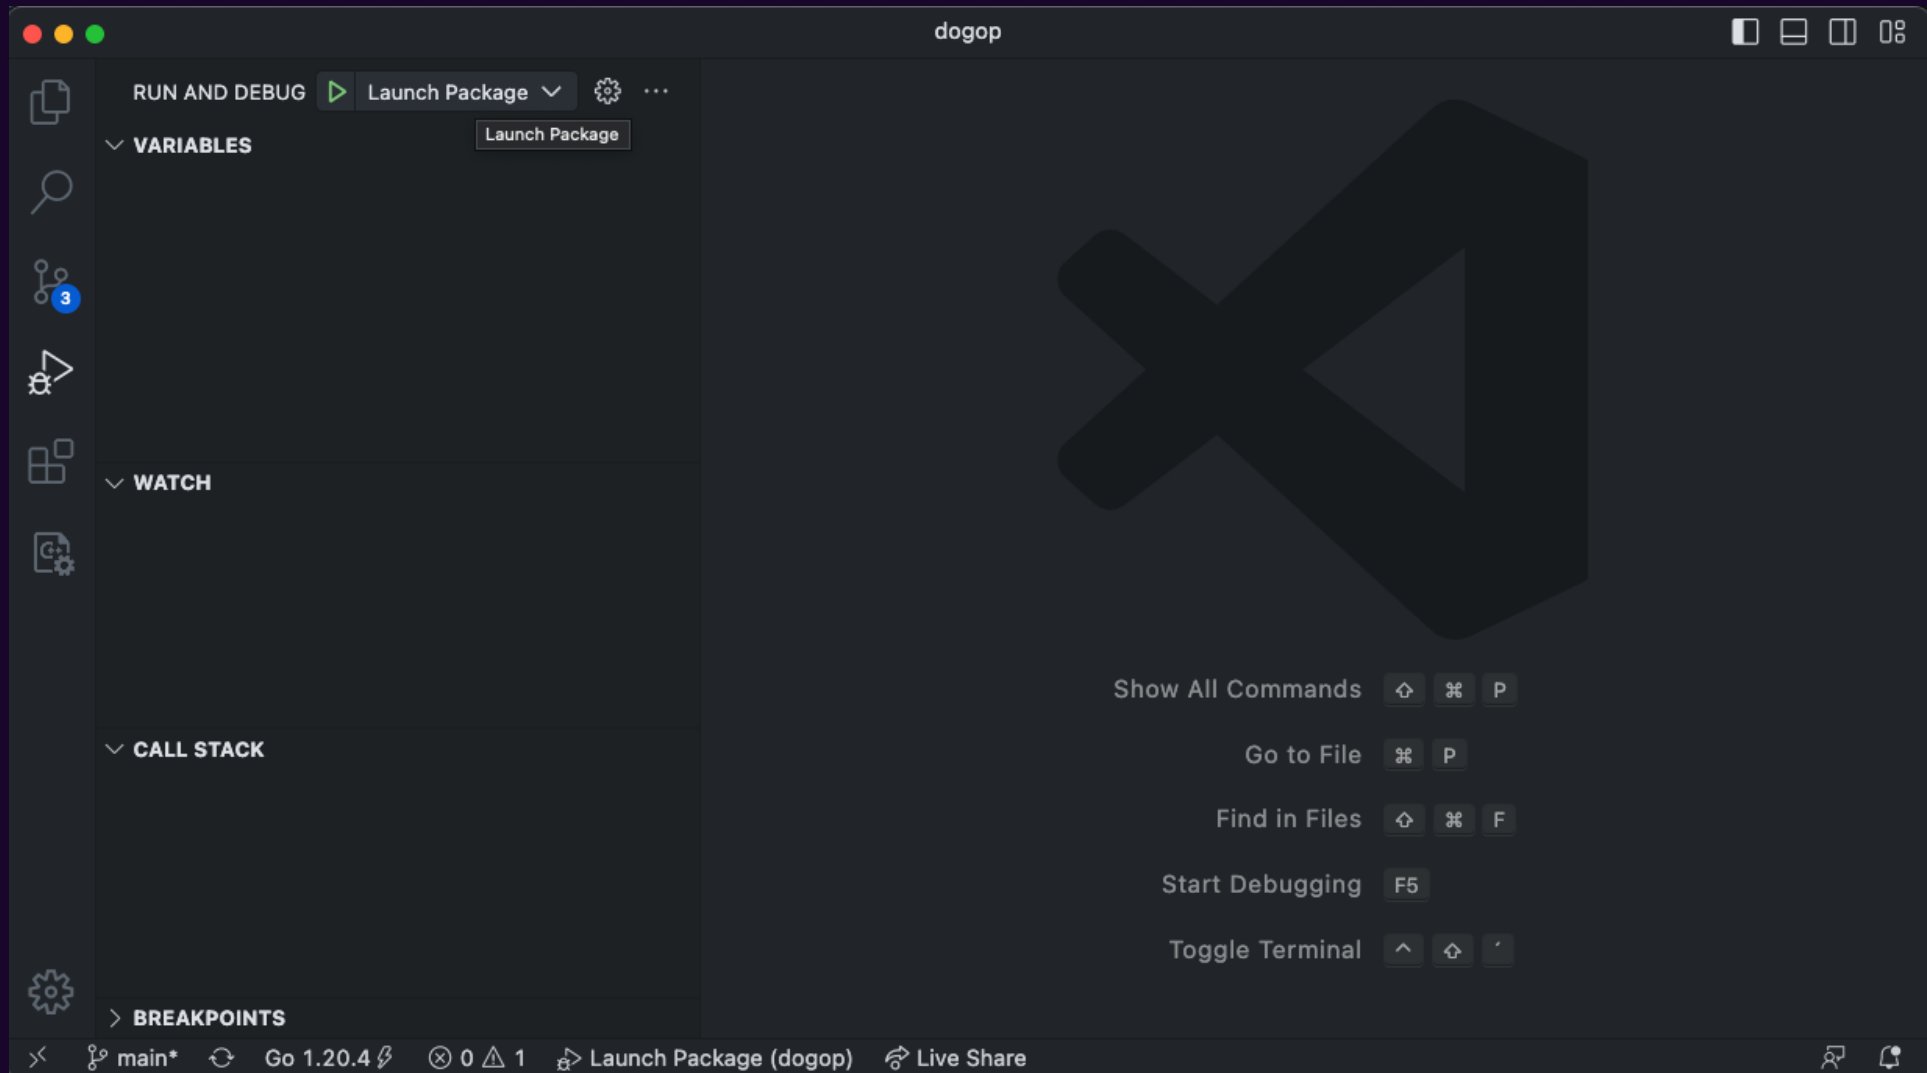 dogop
RUN AND DEBUG Launch Package
Launch Package
VARIABLES
3
WATCH
CALL STACK
BREAKPOINTS
Show All Commands ⇧ ⌘ P
Go to File ⌘ P
Find in Files ⇧ ⌘ F
Start Debugging F5
Toggle Terminal ^ ⇧ ´
main* Go 1.20.4 0 1 Launch Package (dogop) Live Share